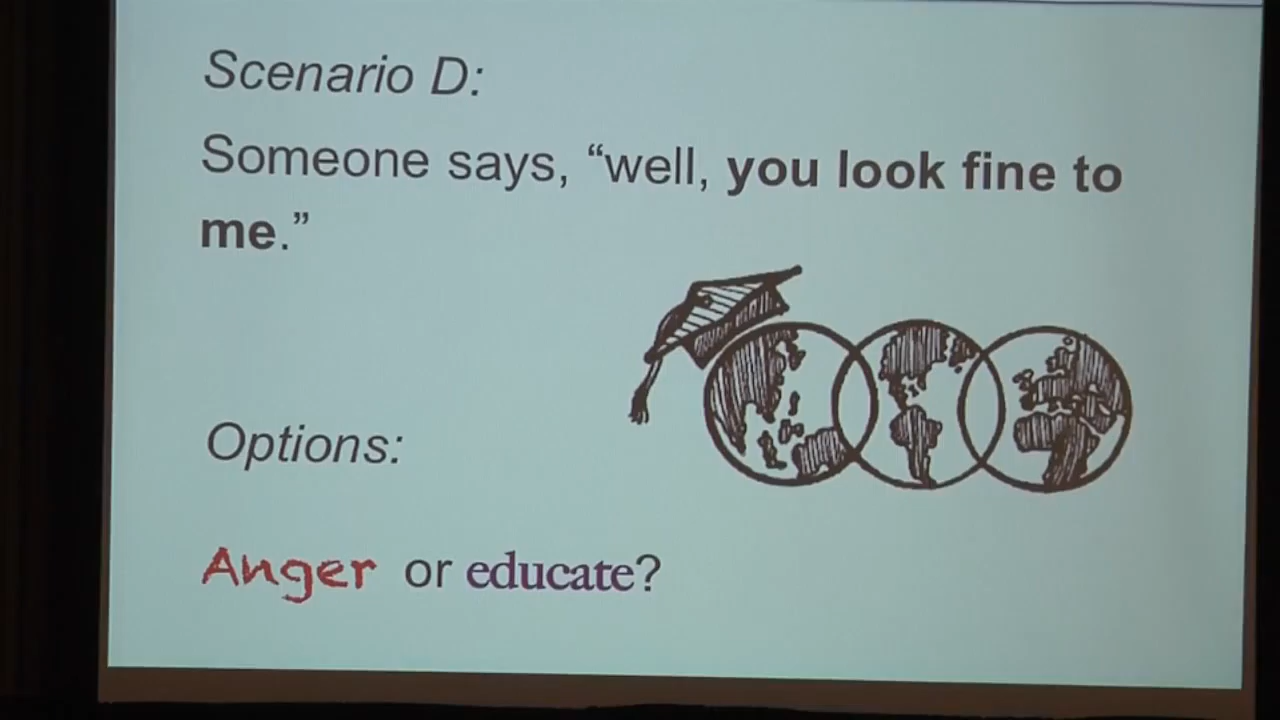 Scenario D:
Someone says, “well, you look fine to
me.”
Options:
Anger or educate?